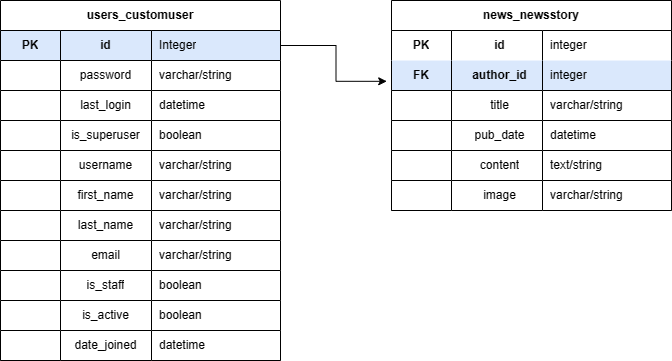 users_customuser
PK id Integer
password varchar/string
last_login datetime
is_superuser boolean
username varchar/string
first_name varchar/string
last_name varchar/string
email varchar/string
is_staff boolean
is_active boolean
date_joined datetime
news_newsstory
PK id integer
FK author_id integer
title varchar/string
pub_date datetime
content text/string
image varchar/string